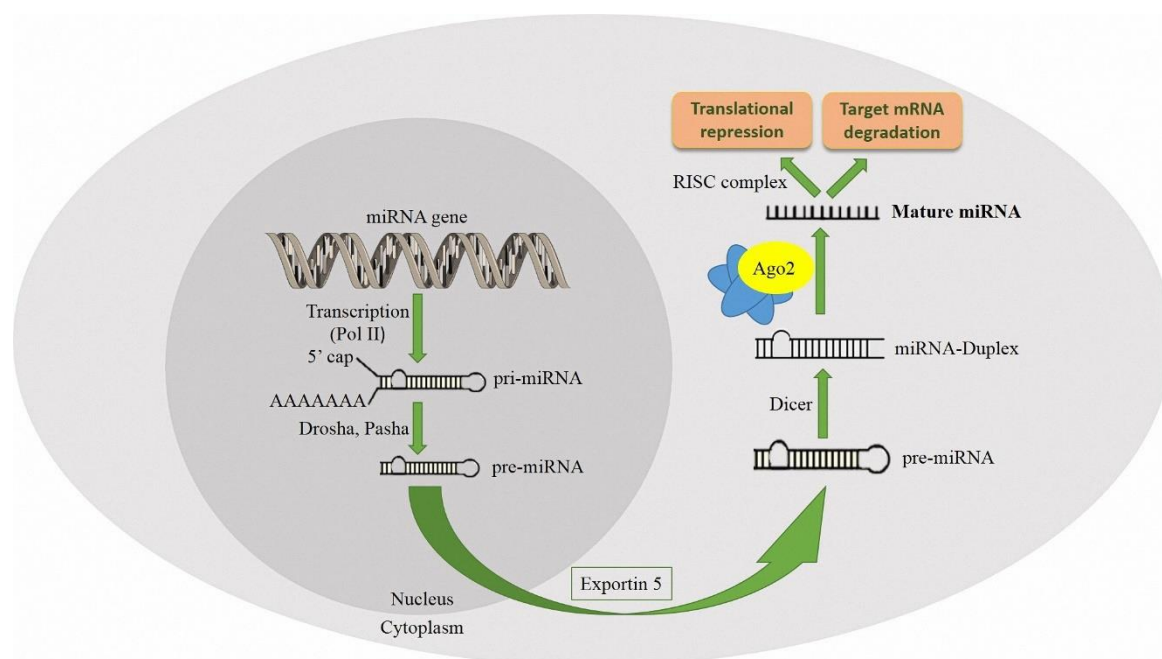 miRNA gene
Transcription
(Pol II)
5’ cap
pri-miRNA
AAAAAAA
Drosha, Pasha
pre-miRNA
Nucleus
Cytoplasm
Exportin 5
pre-miRNA
Dicer
miRNA-Duplex
Ago2
Mature miRNA
RISC complex
Translational
repression
Target mRNA
degradation